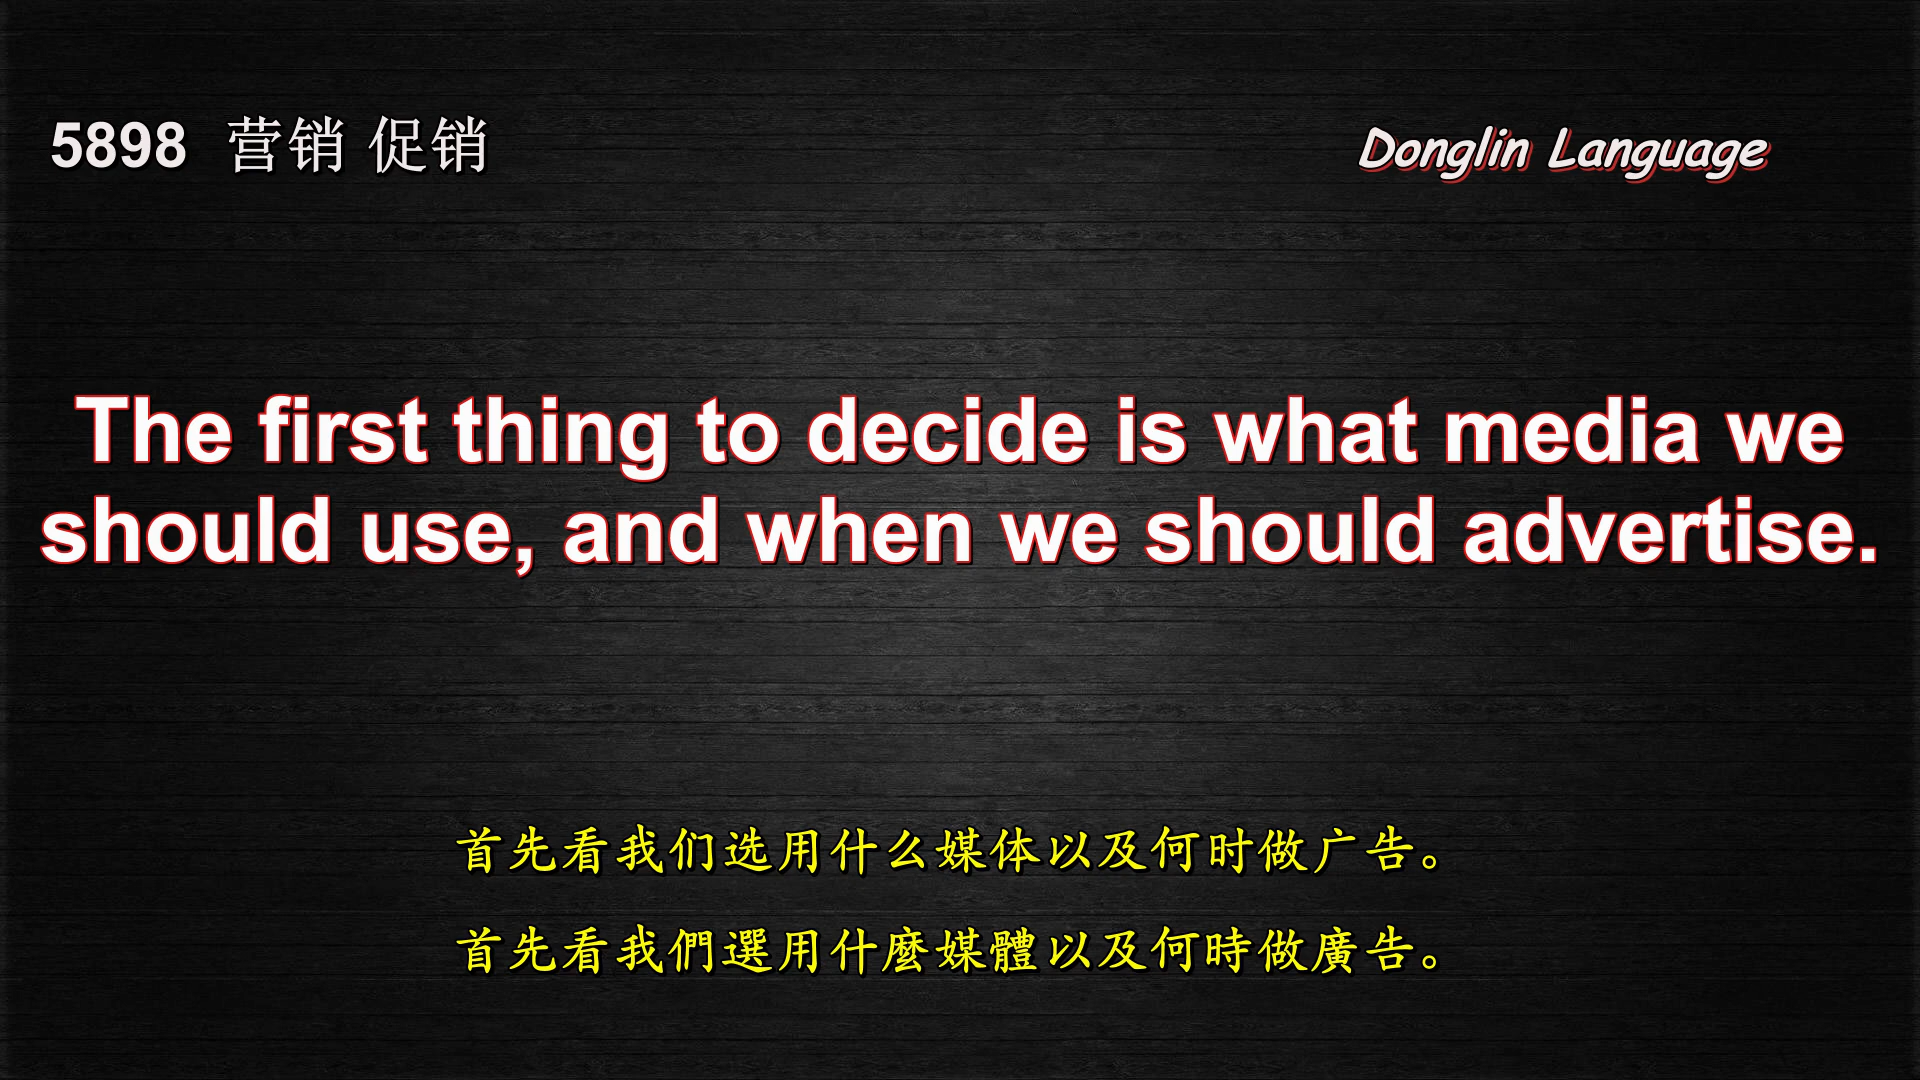 5898 营销 促销
Donglin Language
The first thing to decide is what media we
should use, and when we should advertise.
首先看我们选用什么媒体以及何时做广告。
首先看我們選用什麼媒體以及何時做廣告。